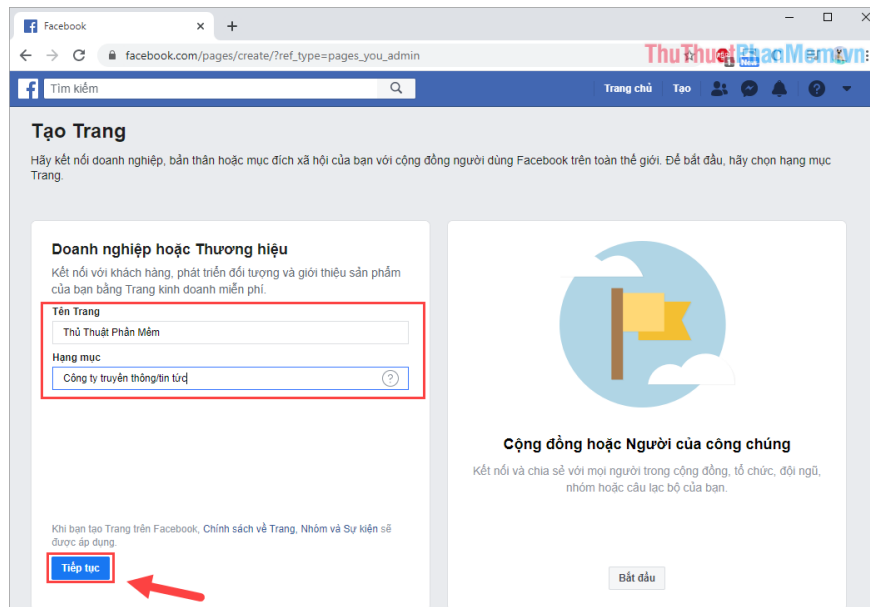 Facebook
facebook.com/pages/create/?ref_type=pages_you_admin
ThuThuatPhanMem.vn
Tìm kiếm
Trang chủ
Tạo
Tạo Trang
Hãy kết nối doanh nghiệp, bản thân hoặc mục đích xã hội của bạn với cộng đồng người dùng Facebook trên toàn thế giới. Để bắt đầu, hãy chọn hạng mục
Trang.
Doanh nghiệp hoặc Thương hiệu
Kết nối với khách hàng, phát triển đối tượng và giới thiệu sản phẩm
của bạn bằng Trang kinh doanh miễn phí.
Tên Trang
Thủ Thuật Phần Mềm
Hạng mục
Công ty truyền thông/tin tức
Khi bạn tạo Trang trên Facebook, Chính sách về Trang, Nhóm và Sự kiện sẽ
được áp dụng.
Tiếp tục
Cộng đồng hoặc Người của công chúng
Kết nối và chia sẻ với mọi người trong cộng đồng, tổ chức, đội ngũ,
nhóm hoặc câu lạc bộ của bạn.
Bắt đầu